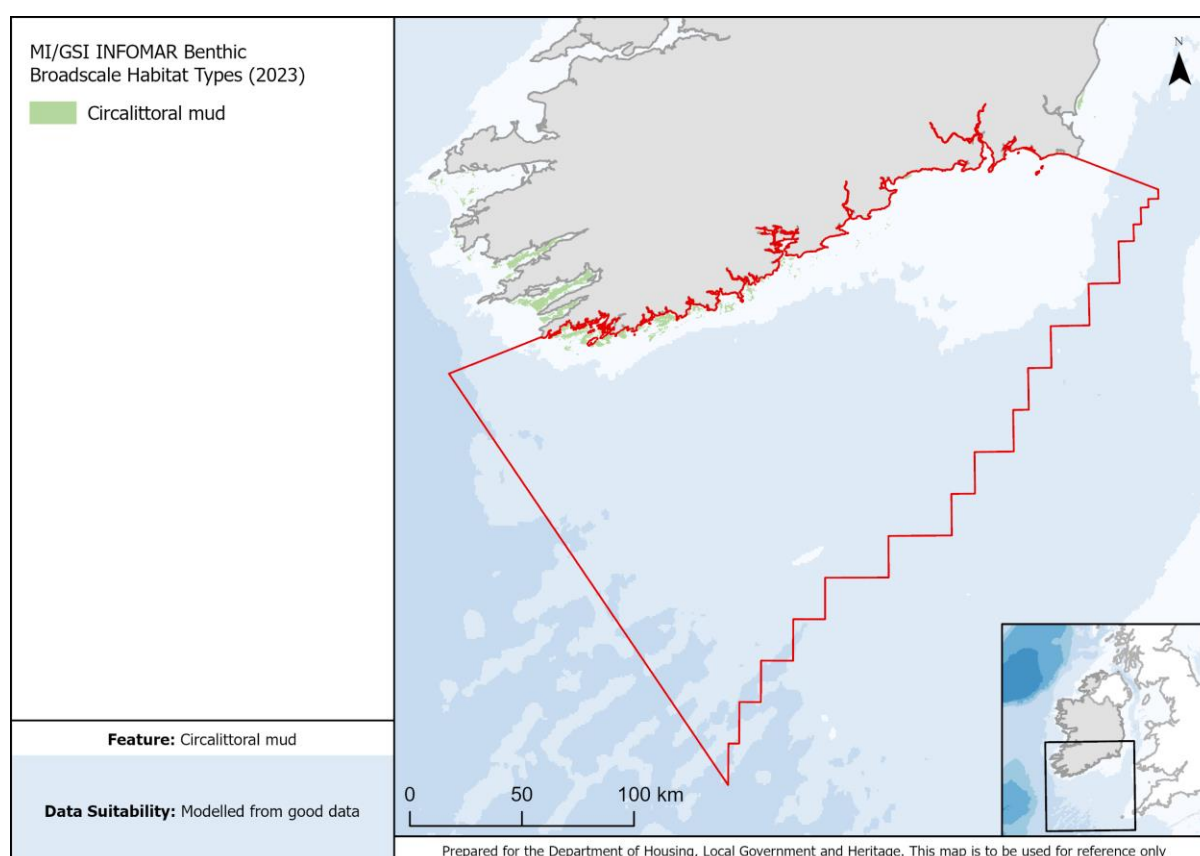 MI/GSI INFOMAR Benthic
Broadscale Habitat Types (2023)
Circalittoral mud
Feature: Circalittoral mud
Data Suitability: Modelled from good data
N
0 50 100 km
Prepared for the Department of Housing, Local Government and Heritage. This map is to be used for reference only